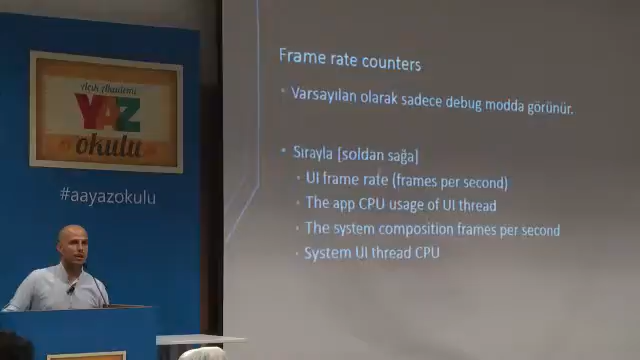 Açık Akademi
YAZ
okulu
#aayazokulu
Frame rate counters
Varsayılan olarak sadece debug modda görünür.
Sırayla [soldan sağa]
UI frame rate (frames per second)
The app CPU usage of UI thread
The system composition frames per second
System UI thread CPU